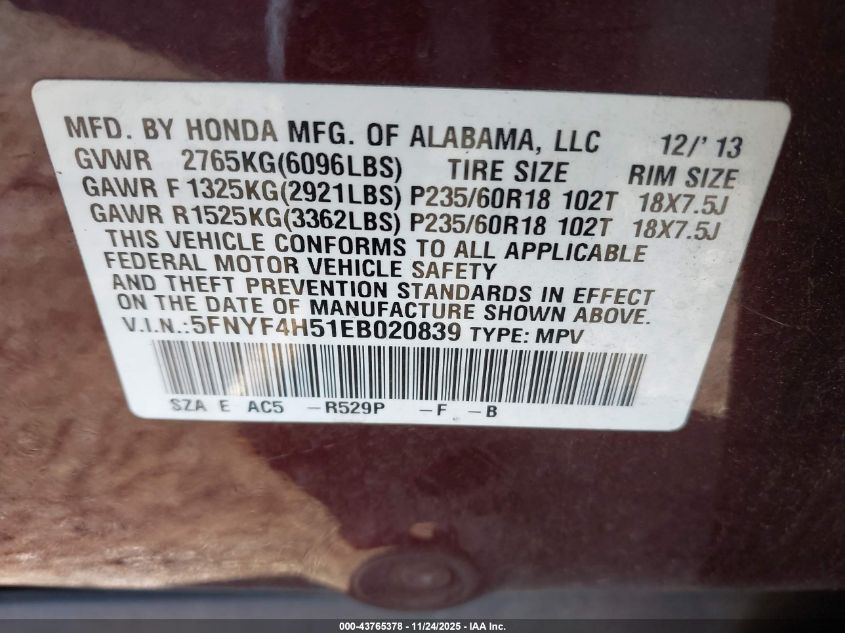 MFD. BY HONDA MFG. OF ALABAMA, LLC 12/' 13
GVWR 2765KG(6096LBS) TIRE SIZE RIM SIZE
GAWR F 1325KG(2921LBS) P235/60R18 102T 18X7.5J
GAWR R1525KG(3362LBS) P235/60R18 102T 18X7.5J
THIS VEHICLE CONFORMS TO ALL APPLICABLE
FEDERAL MOTOR VEHICLE SAFETY
AND THEFT PREVENTION STANDARDS IN EFFECT
ON THE DATE OF MANUFACTURE SHOWN ABOVE.
V.I.N.:5FNYF4H51EB020839 TYPE: MPV
SZA E AC5 -R529P -F -B
000-43765378 - 11/24/2025 - IAA Inc.